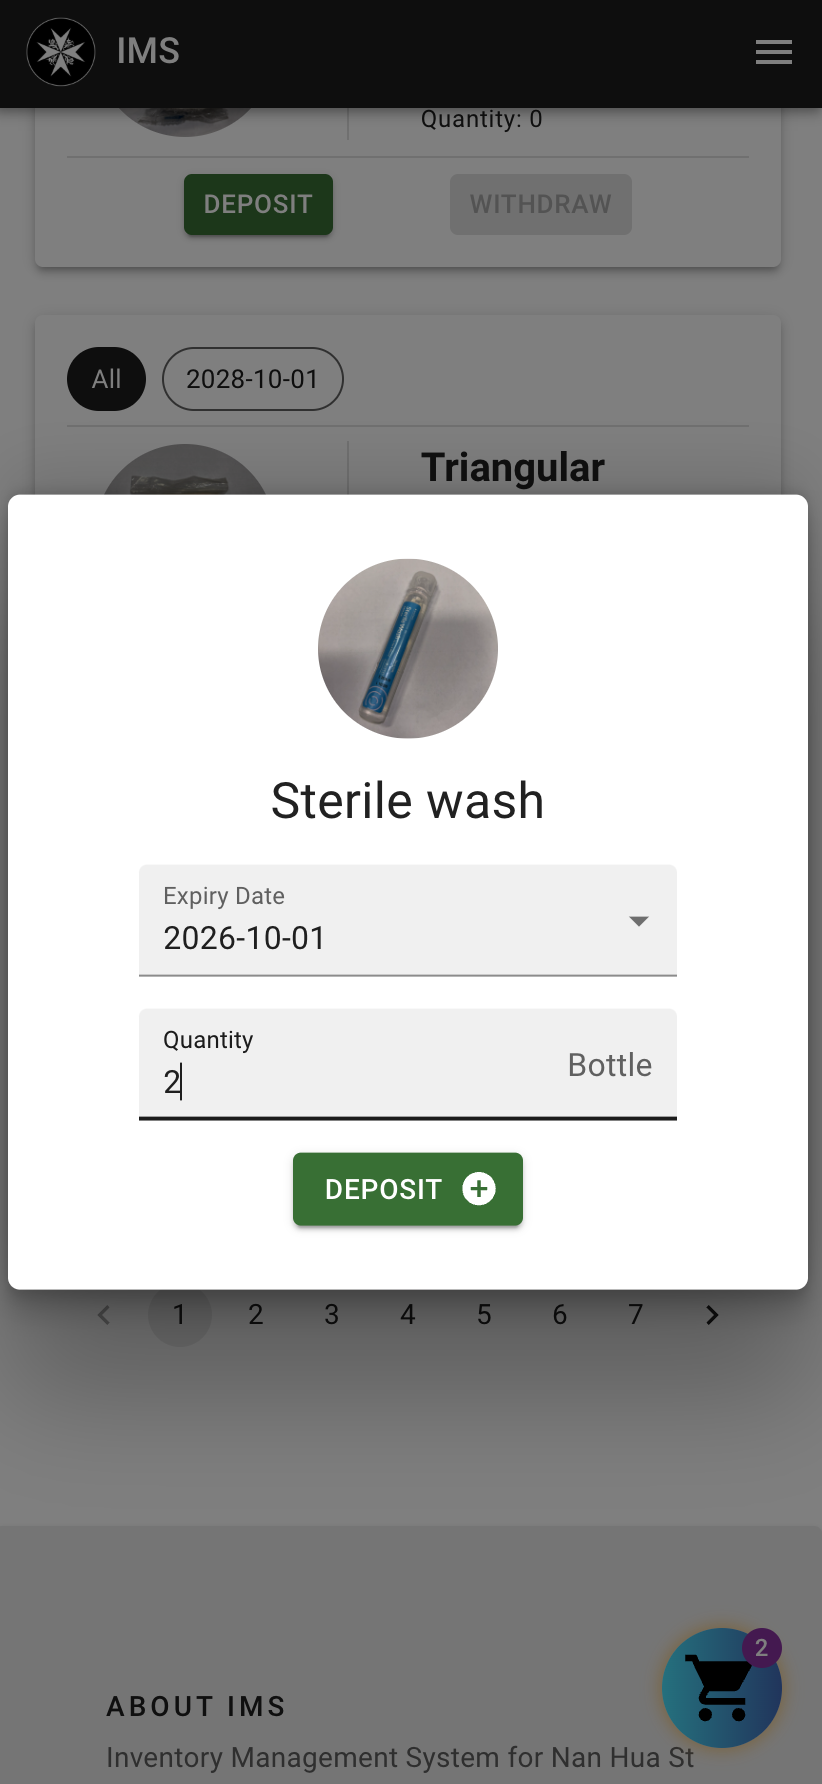 IMS
Quantity: 0
DEPOSIT
WITHDRAW
All
2028-10-01
Triangular
Sterile wash
Expiry Date
2026-10-01
Quantity
2
Bottle
DEPOSIT
1 2 3 4 5 6 7
2
ABOUT IMS
Inventory Management System for Nan Hua St